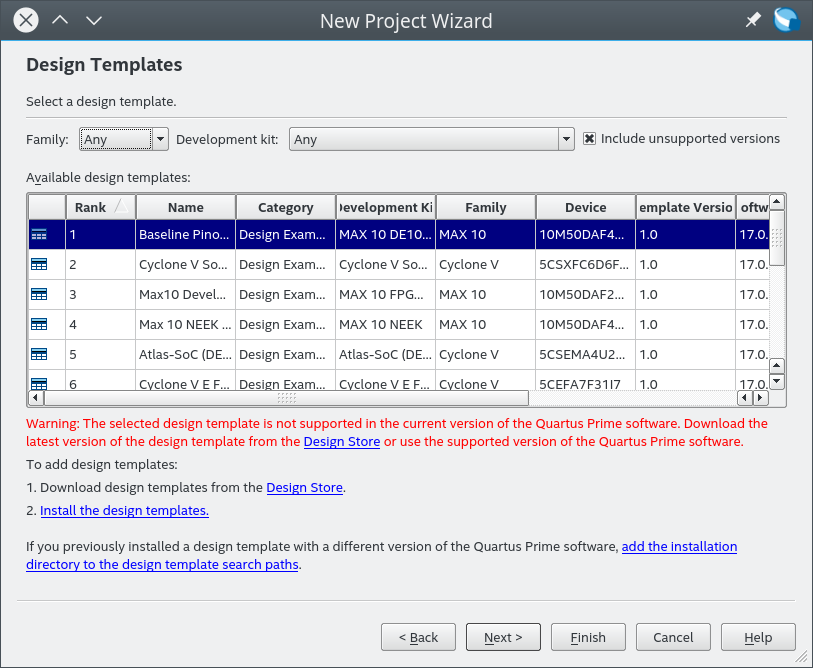 New Project Wizard
Design Templates
Select a design template.
Family: Any Development kit: Any Include unsupported versions
Available design templates:
Rank Name Category Development Ki Family Device emplate Versio oftw
1 Baseline Pino... Design Exam... MAX 10 DE10... MAX 10 10M50DAF4... 1.0 17.0.
2 Cyclone V So... Design Exam... Cyclone V So... Cyclone V 5CSXFC6D6F... 1.0 17.0.
3 Max10 Devel... Design Exam... MAX 10 FPG... MAX 10 10M50DAF2... 1.0 17.0.
4 Max 10 NEEK ... Design Exam... MAX 10 NEEK MAX 10 10M50DAF4... 1.0 17.0.
5 Atlas-SoC (DE... Design Exam... Atlas-SoC (DE... Cyclone V 5CSEMA4U2... 1.0 17.0.
6 Cyclone V E F... Design Exam... Cyclone V E F... Cyclone V 5CEFA7F31I7 1.0 17.0.
Warning: The selected design template is not supported in the current version of the Quartus Prime software. Download the
latest version of the design template from the Design Store or use the supported version of the Quartus Prime software.
To add design templates:
1. Download design templates from the Design Store.
2. Install the design templates.
If you previously installed a design template with a different version of the Quartus Prime software, add the installation
directory to the design template search paths.
< Back Next > Finish Cancel Help